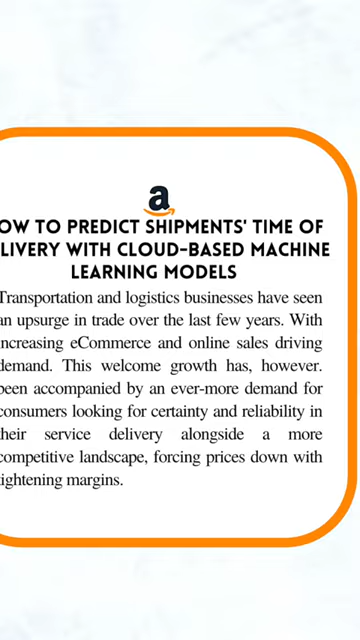 a
OW TO PREDICT SHIPMENTS' TIME OF
LIVERY WITH CLOUD-BASED MACHINE
LEARNING MODELS
Transportation and logistics businesses have seen
an upsurge in trade over the last few years. With
increasing eCommerce and online sales driving
demand. This welcome growth has, however.
been accompanied by an ever-more demand for
consumers looking for certainty and reliability in
their service delivery alongside a more
competitive landscape, forcing prices down with
tightening margins.